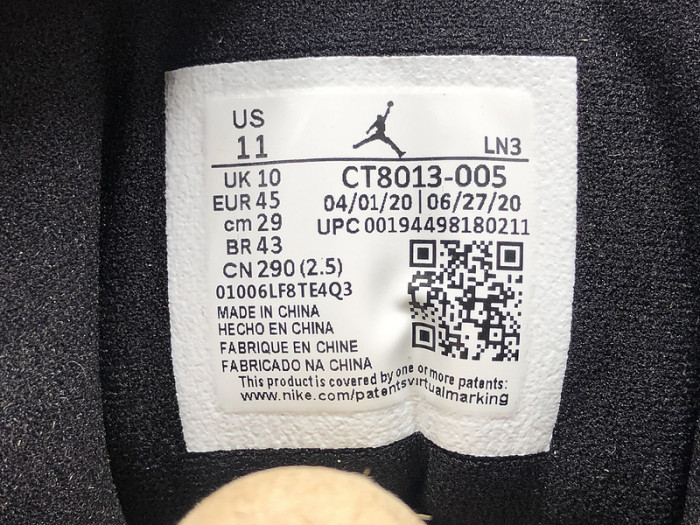 US
11
LN3
UK 10
EUR 45
cm 29
BR 43
CN 290 (2.5)
CT8013-005
04/01/20 | 06/27/20
UPC 00194498180211
01006LF8TE4Q3
MADE IN CHINA
HECHO EN CHINA
FABRIQUE EN CHINE
FABRICADO NA CHINA
This product is covered by one or more patents:
www.nike.com/patentsvirtualmarking